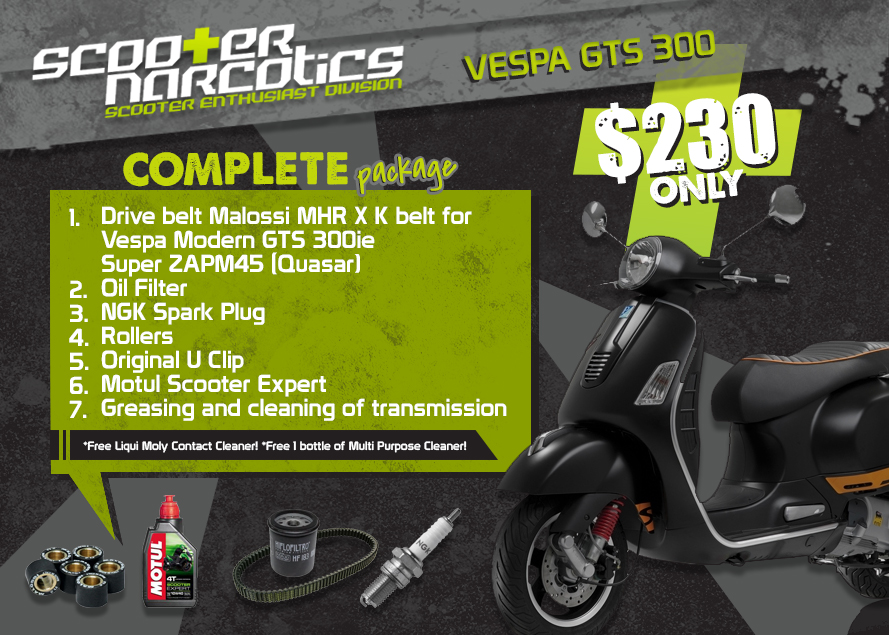 scooter
narcotics
SCOOTER ENTHUSIAST DIVISION
VESPA GTS 300
$230
ONLY
COMPLETE package
1. Drive belt Malossi MHR X K belt for
Vespa Modern GTS 300ie
Super ZAPM45 (Quasar)
2. Oil Filter
3. NGK Spark Plug
4. Rollers
5. Original U Clip
6. Motul Scooter Expert
7. Greasing and cleaning of transmission
*Free Liqui Moly Contact Cleaner! *Free 1 bottle of Multi Purpose Cleaner!
MOTUL
4T
SCOOTER
EXPERT
HIFLOFILTRO
NGK